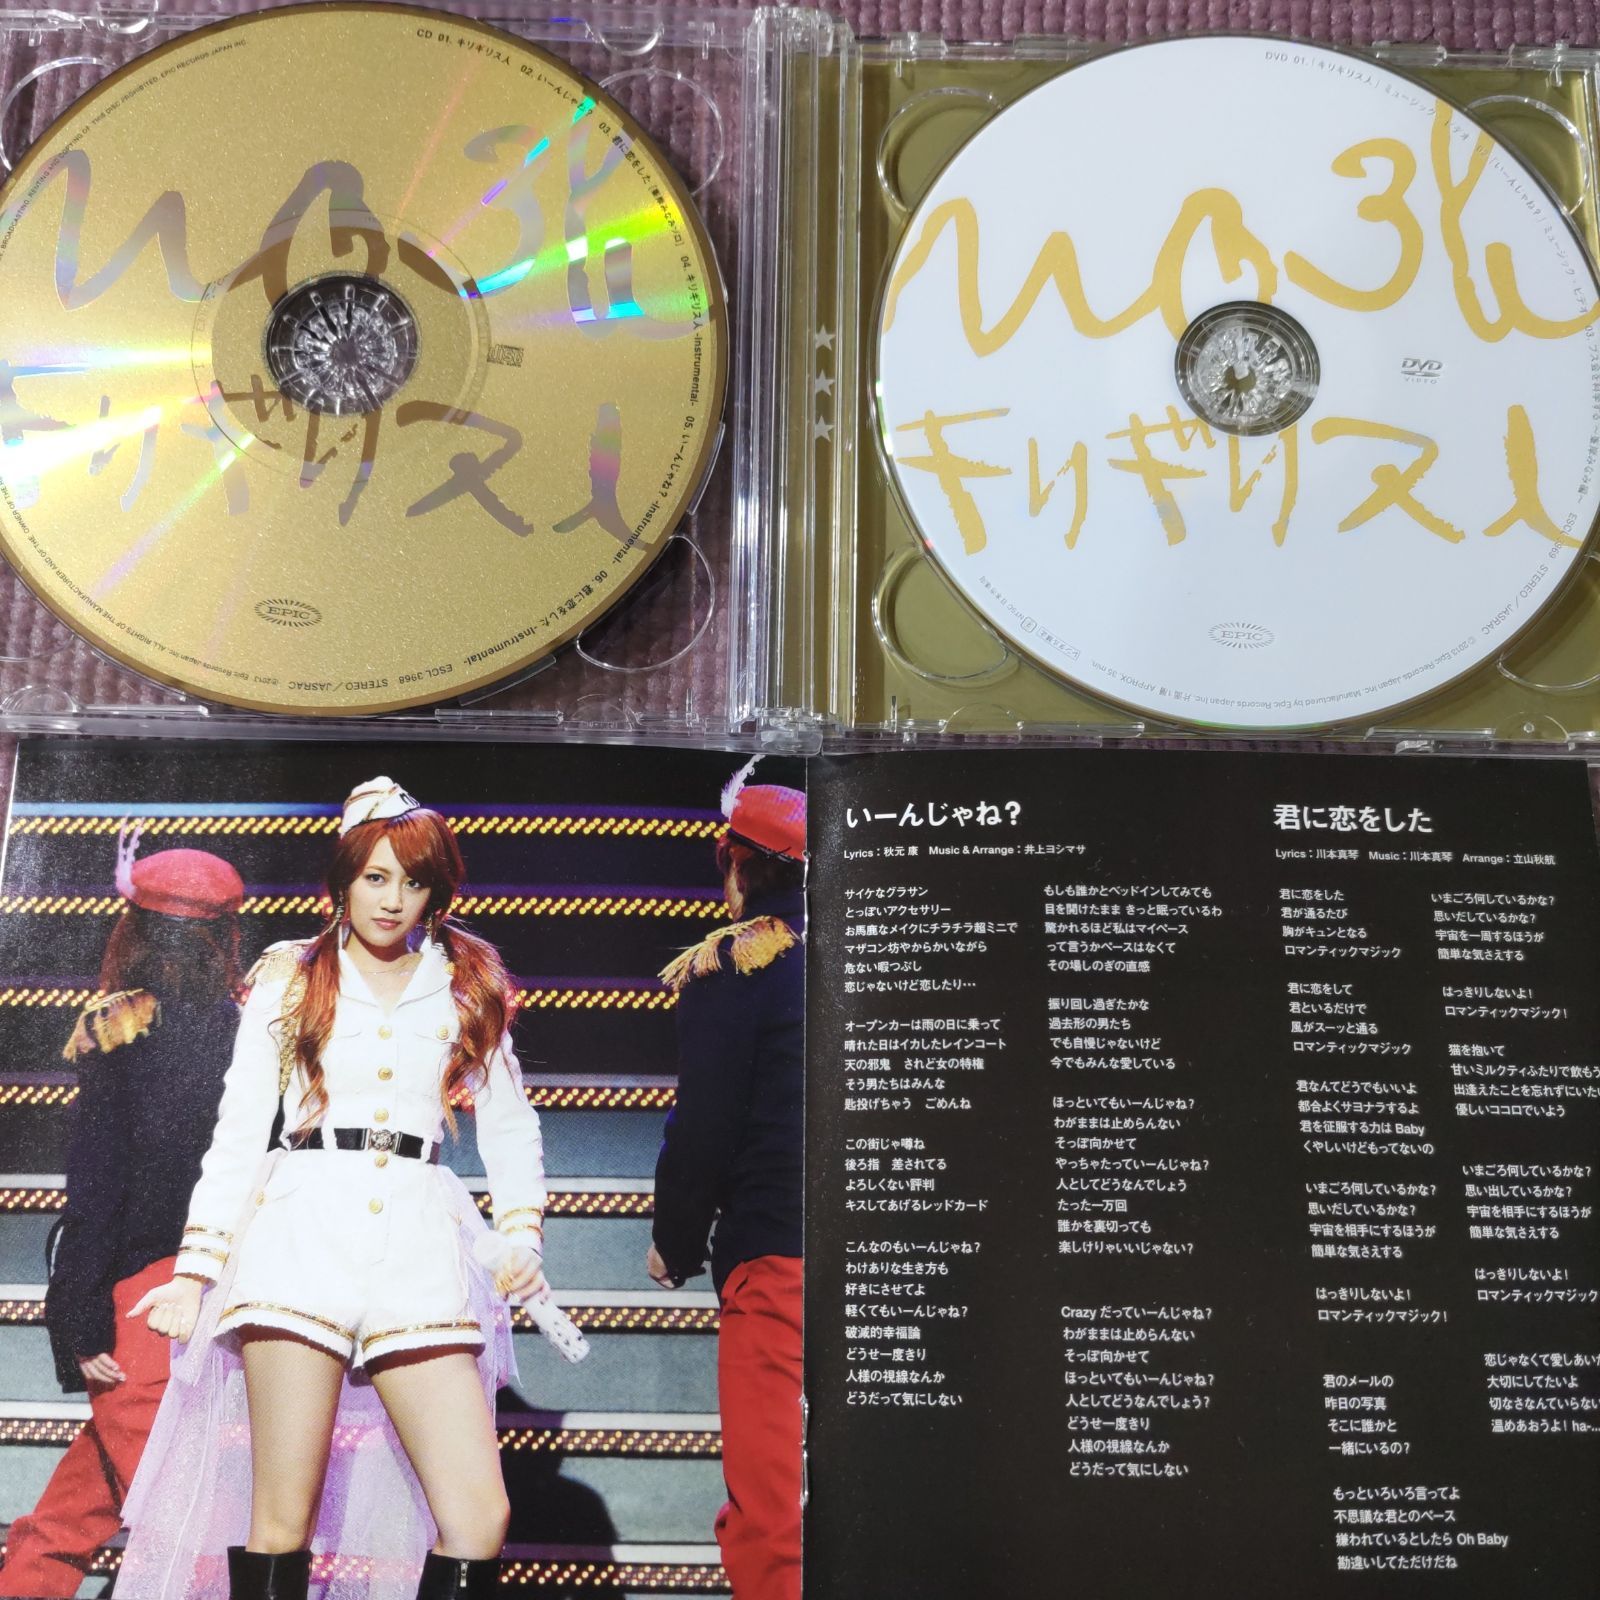 CD 01. キリギリス人 02. いーんじゃね? 03. 君に恋をした 04. キリギリス人 -Instrumental- 05. いーんじゃね? -Instrumental- 06. 君に恋をした -Instrumental- ESCL 3968 STEREO/JASRAC
no3b
キリギリス人
EPIC
DVD 01.「キリギリス人」ミュージック・ビデオ 02.「いーんじゃね?」ミュージック・ビデオ
ESCL 3969 STEREO/JASRAC
no3b
キリギリス人
DVD
VIDEO
EPIC
いーんじゃね?
Lyrics:秋元 康 Music & Arrange:井上ヨシマサ
サイケなグラサン
とっぽいアクセサリー
お馬鹿なメイクにチラチラ超ミニで
マザコン坊やからかいながら
危ない暇つぶし
恋じゃないけど恋したり…
オープンカーは雨の日に乗って
晴れた日はイカしたレインコート
天の邪鬼 されど女の特権
そう男たちはみんな
匙投げちゃう ごめんね
この街じゃ噂ね
後ろ指 差されてる
よろしくない評判
キスしてあげるレッドカード
こんなのもいーんじゃね?
わけありな生き方も
好きにさせてよ
軽くてもいーんじゃね?
破滅的幸福論
どうせ一度きり
人様の視線なんか
どうだって気にしない
もしも誰かとベッドインしてみても
目を開けたまま きっと眠っているわ
驚かれるほど私はマイペース
って言うかペースはなくて
その場しのぎの直感
振り回し過ぎたかな
過去形の男たち
でも自慢じゃないけど
今でもみんな愛している
ほっといてもいーんじゃね?
わがままは止めらんない
そっぽ向かせて
やっちゃたっていーんじゃね?
人としてどうなんでしょう
たった一万回
誰かを裏切っても
楽しけりゃいいじゃない?
Crazy だっていーんじゃね?
わがままは止めらんない
そっぽ向かせて
ほっといてもいーんじゃね?
人としてどうなんでしょう?
どうせ一度きり
人様の視線なんか
どうだって気にしない
君に恋をした
Lyrics:川本真琴 Music:川本真琴 Arrange:立山秋航
君に恋をした
君が通るたび
胸がキュンとなる
ロマンティックマジック
君に恋をして
君といるだけで
風がスーッと通る
ロマンティックマジック
君なんてどうでもいいよ
都合よくサヨナラするよ
君を征服する力は Baby
くやしいけどもってないの
いまごろ何しているかな?
思いだしているかな?
宇宙を相手にするほうが
簡単な気さえする
はっきりしないよ!
ロマンティックマジック!
君のメールの
昨日の写真
そこに誰かと
一緒にいるの?
もっといろいろ言ってよ
不思議な君とのペース
嫌われているとしたら Oh Baby
勘違いしてただけだね
いまごろ何しているかな?
思いだしているかな?
宇宙を一周するほうが
簡単な気さえする
はっきりしないよ!
ロマンティックマジック!
猫を抱いて
甘いミルクティふたりで飲もう
出逢えたことを忘れずにいたい
優しいココロでいよう
いまごろ何しているかな?
思い出しているかな?
宇宙を相手にするほうが
簡単な気さえする
はっきりしないよ!
ロマンティックマジック
恋じゃなくて愛しあいた
大切にしてたいよ
切なさなんていらない
温めあおうよ! ha-...